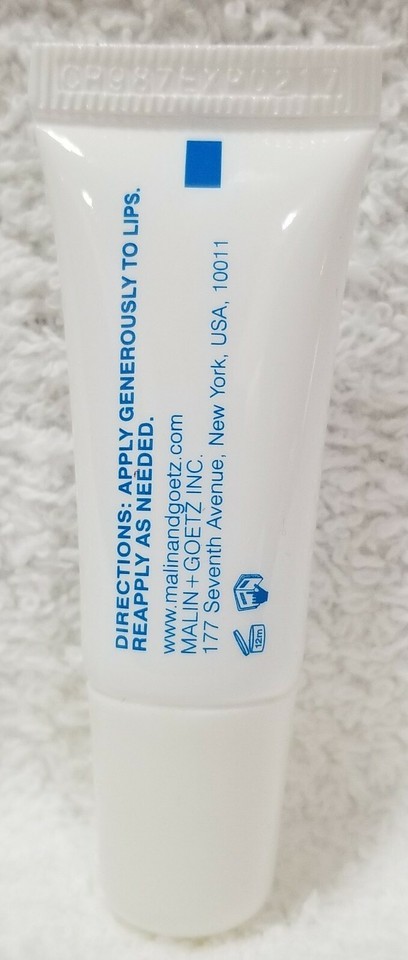 DIRECTIONS: APPLY GENEROUSLY TO LIPS.
REAPPLY AS NEEDED.
www.malinandgoetz.com
MALIN+GOETZ INC.
177 Seventh Avenue, New York, USA, 10011
12m